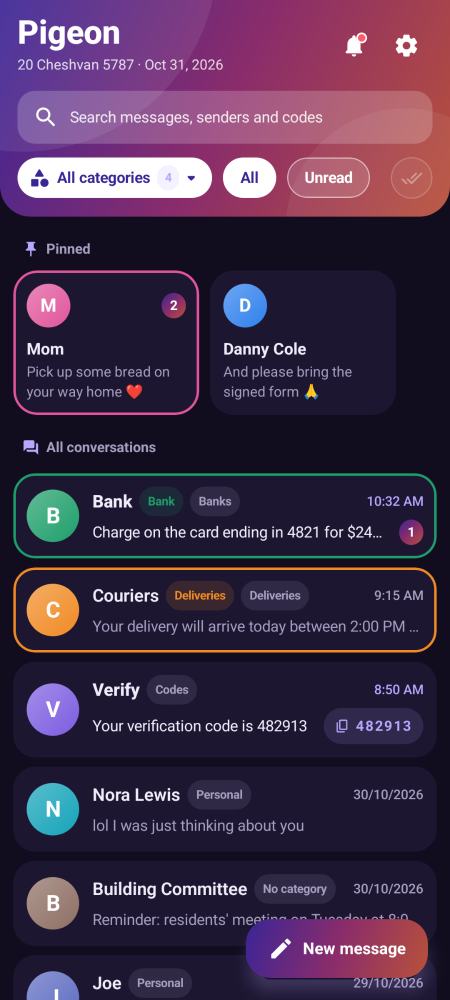 Pigeon
20 Cheshvan 5787 · Oct 31, 2026
Search messages, senders and codes
All categories 4 All Unread
Pinned
M 2
Mom
Pick up some bread on
your way home ❤️
D
Danny Cole
And please bring the
signed form 🙏
All conversations
B
Bank Bank Banks 10:32 AM
Charge on the card ending in 4821 for $24… 1
C
Couriers Deliveries Deliveries 9:15 AM
Your delivery will arrive today between 2:00 PM …
V
Verify Codes 8:50 AM
Your verification code is 482913 482913
N
Nora Lewis Personal 30/10/2026
lol I was just thinking about you
B
Building Committee No category 30/10/2026
Reminder: residents' meeting on Tuesday at 8:0…
New message
J
Joe Personal 29/10/2026